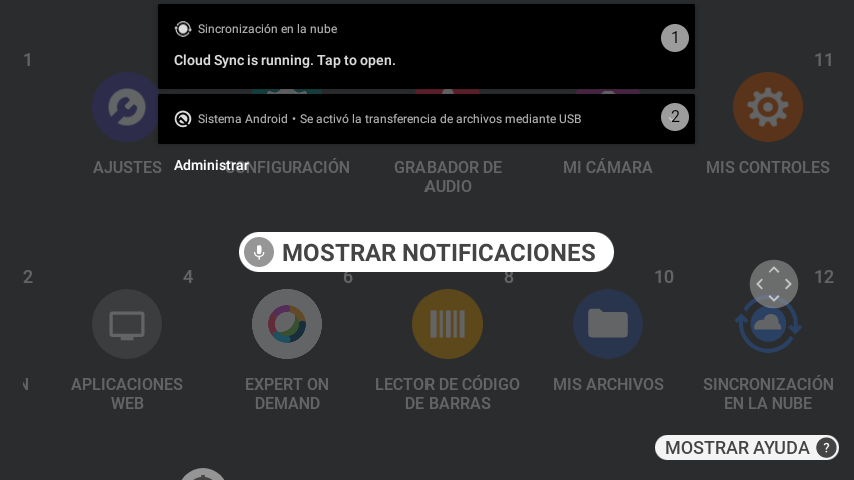 Sincronización en la nube
Cloud Sync is running. Tap to open.
1
Sistema Android • Se activó la transferencia de archivos mediante USB
2
Administrar
1
11
AJUSTES
CONFIGURACIÓN
GRABADOR DE
AUDIO
MI CÁMARA
MIS CONTROLES
MOSTRAR NOTIFICACIONES
2
4
6
8
10
12
N
APLICACIONES
WEB
EXPERT ON
DEMAND
LECTOR DE CÓDIGO
DE BARRAS
MIS ARCHIVOS
SINCRONIZACIÓN
EN LA NUBE
MOSTRAR AYUDA ?